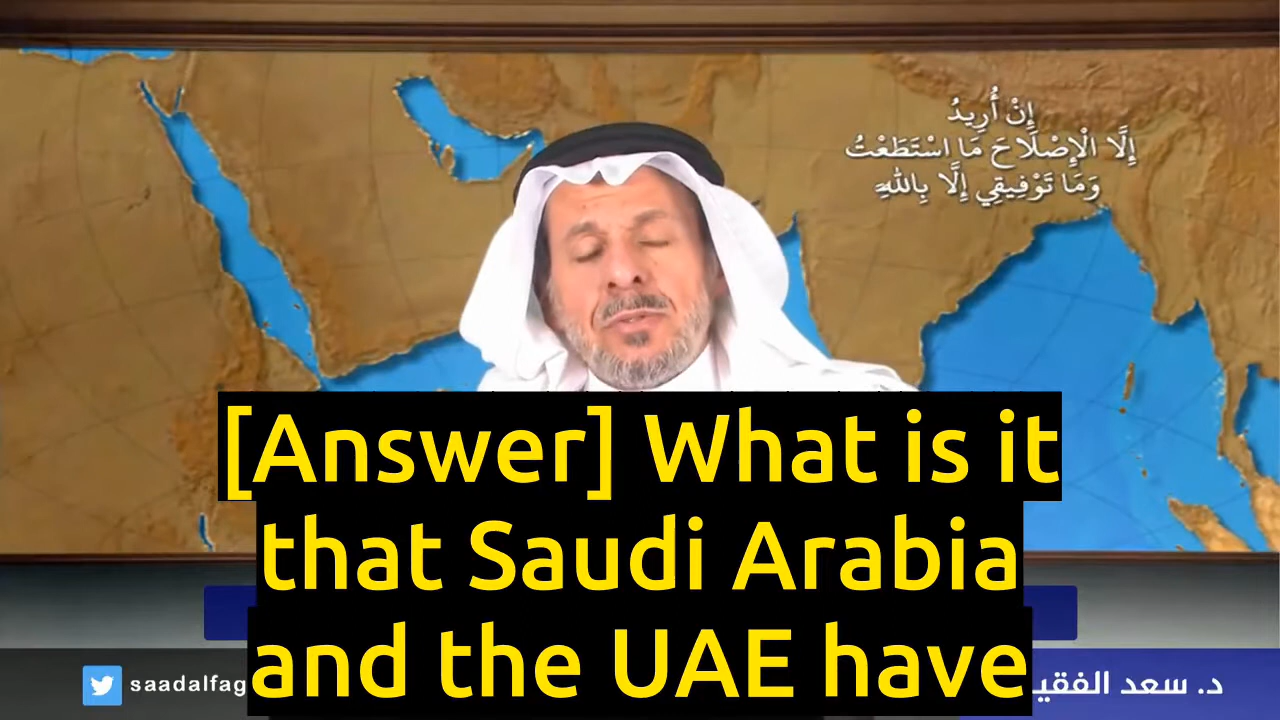 إِنْ أُرِيدُ
إِلَّا الْإِصْلَاحَ مَا اسْتَطَعْتُ
وَمَا تَوْفِيقِي إِلَّا بِاللَّهِ
[Answer] What is it
that Saudi Arabia
and the UAE have
saadalfag
د. سعد الفقيـ